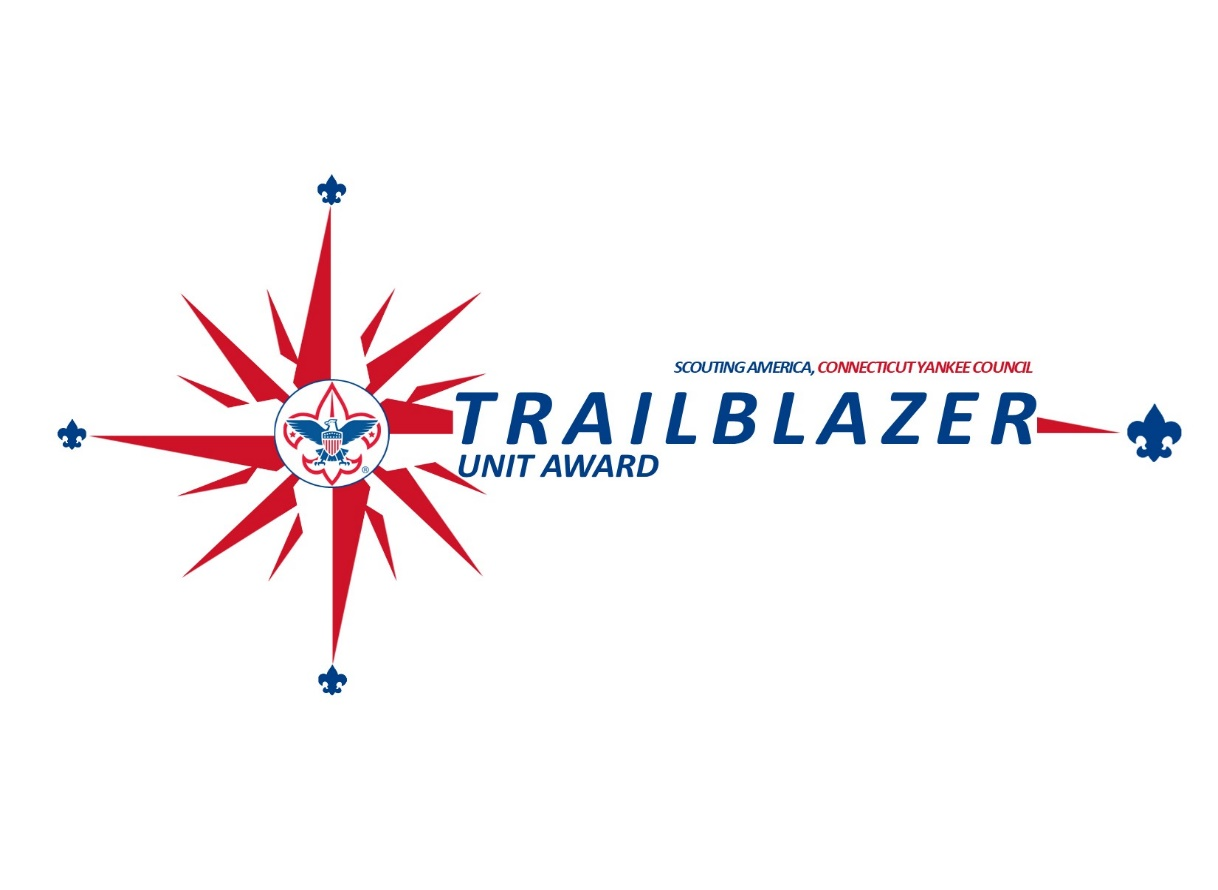 SCOUTING AMERICA, CONNECTICUT YANKEE COUNCIL
TRAILBLAZER
UNIT AWARD
®